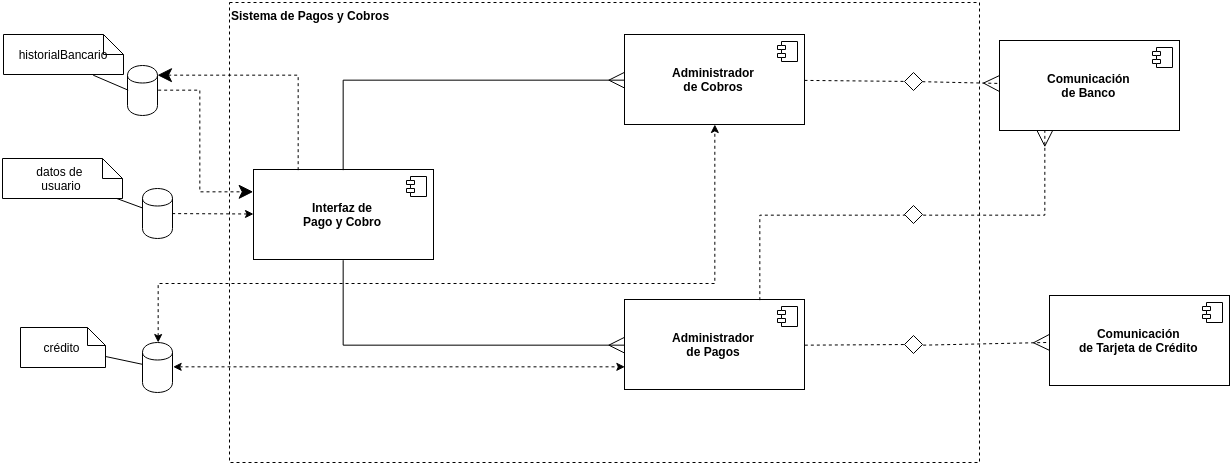 Sistema de Pagos y Cobros
historialBancario
Administrador
de Cobros
Comunicación
de Banco
datos de
usuario
Interfaz de
Pago y Cobro
crédito
Administrador
de Pagos
Comunicación
de Tarjeta de Crédito